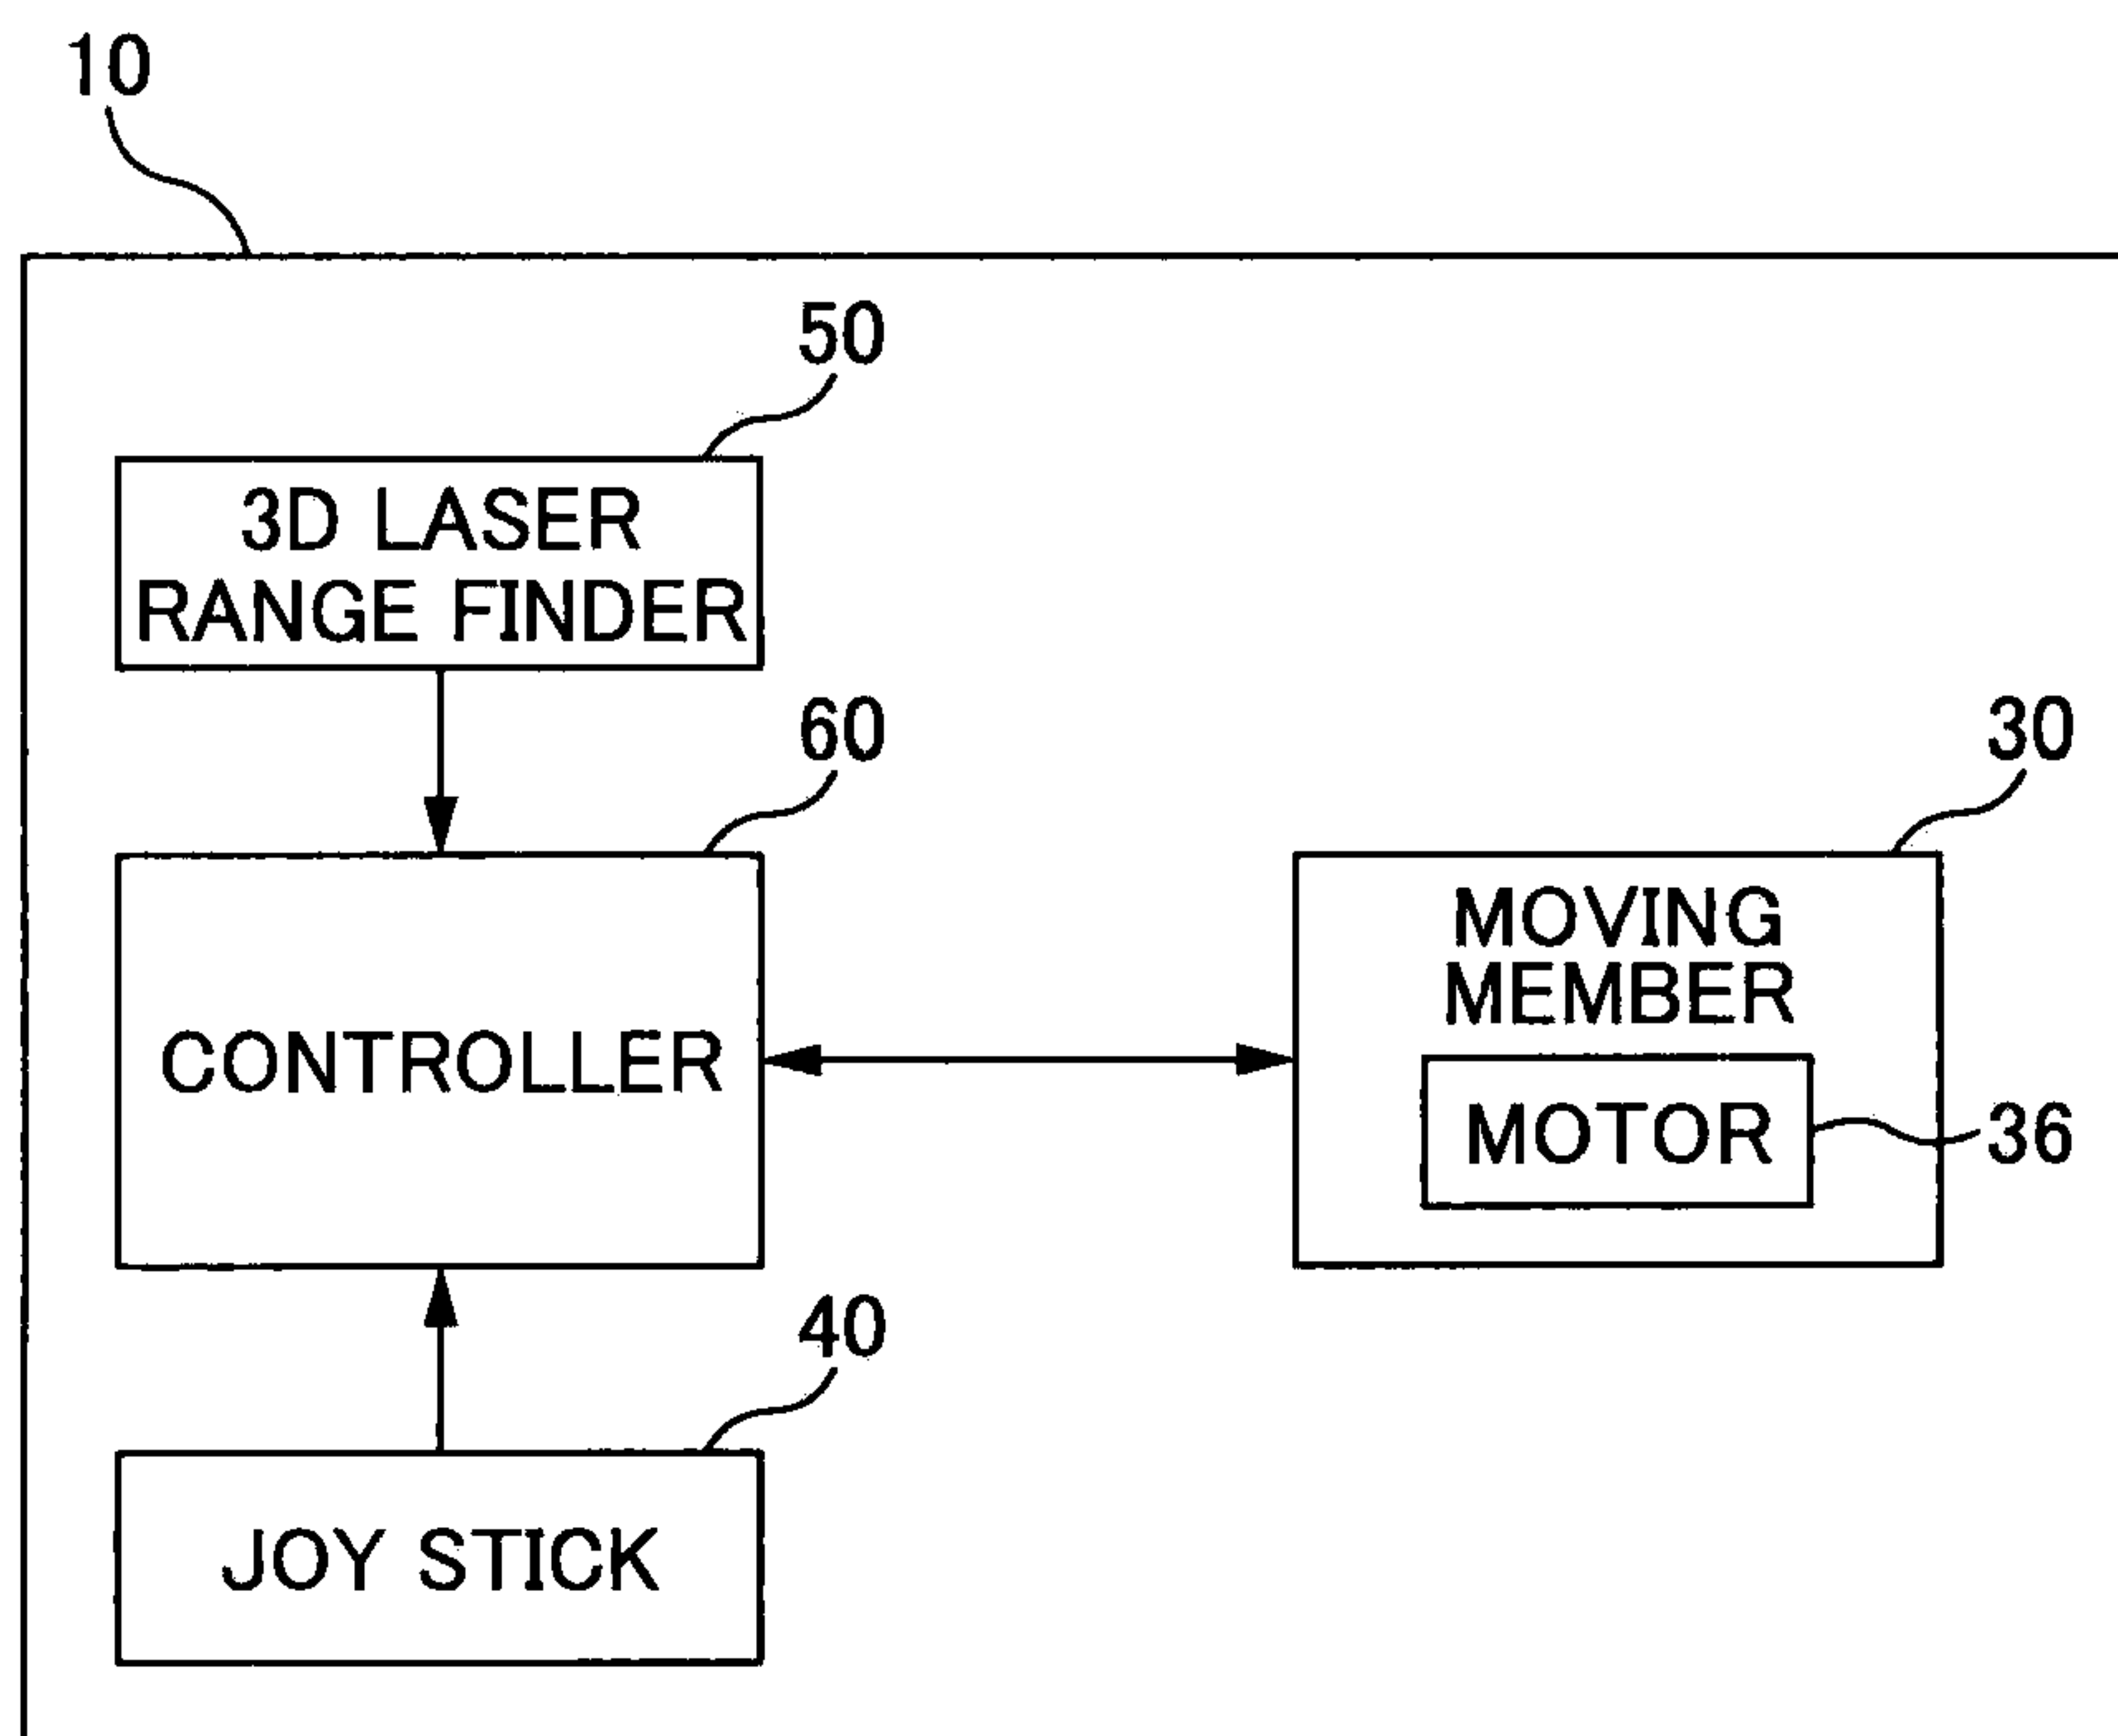 10
50
3D LASER
RANGE FINDER
60
30
CONTROLLER
MOVING
MEMBER
MOTOR
36
40
JOY STICK